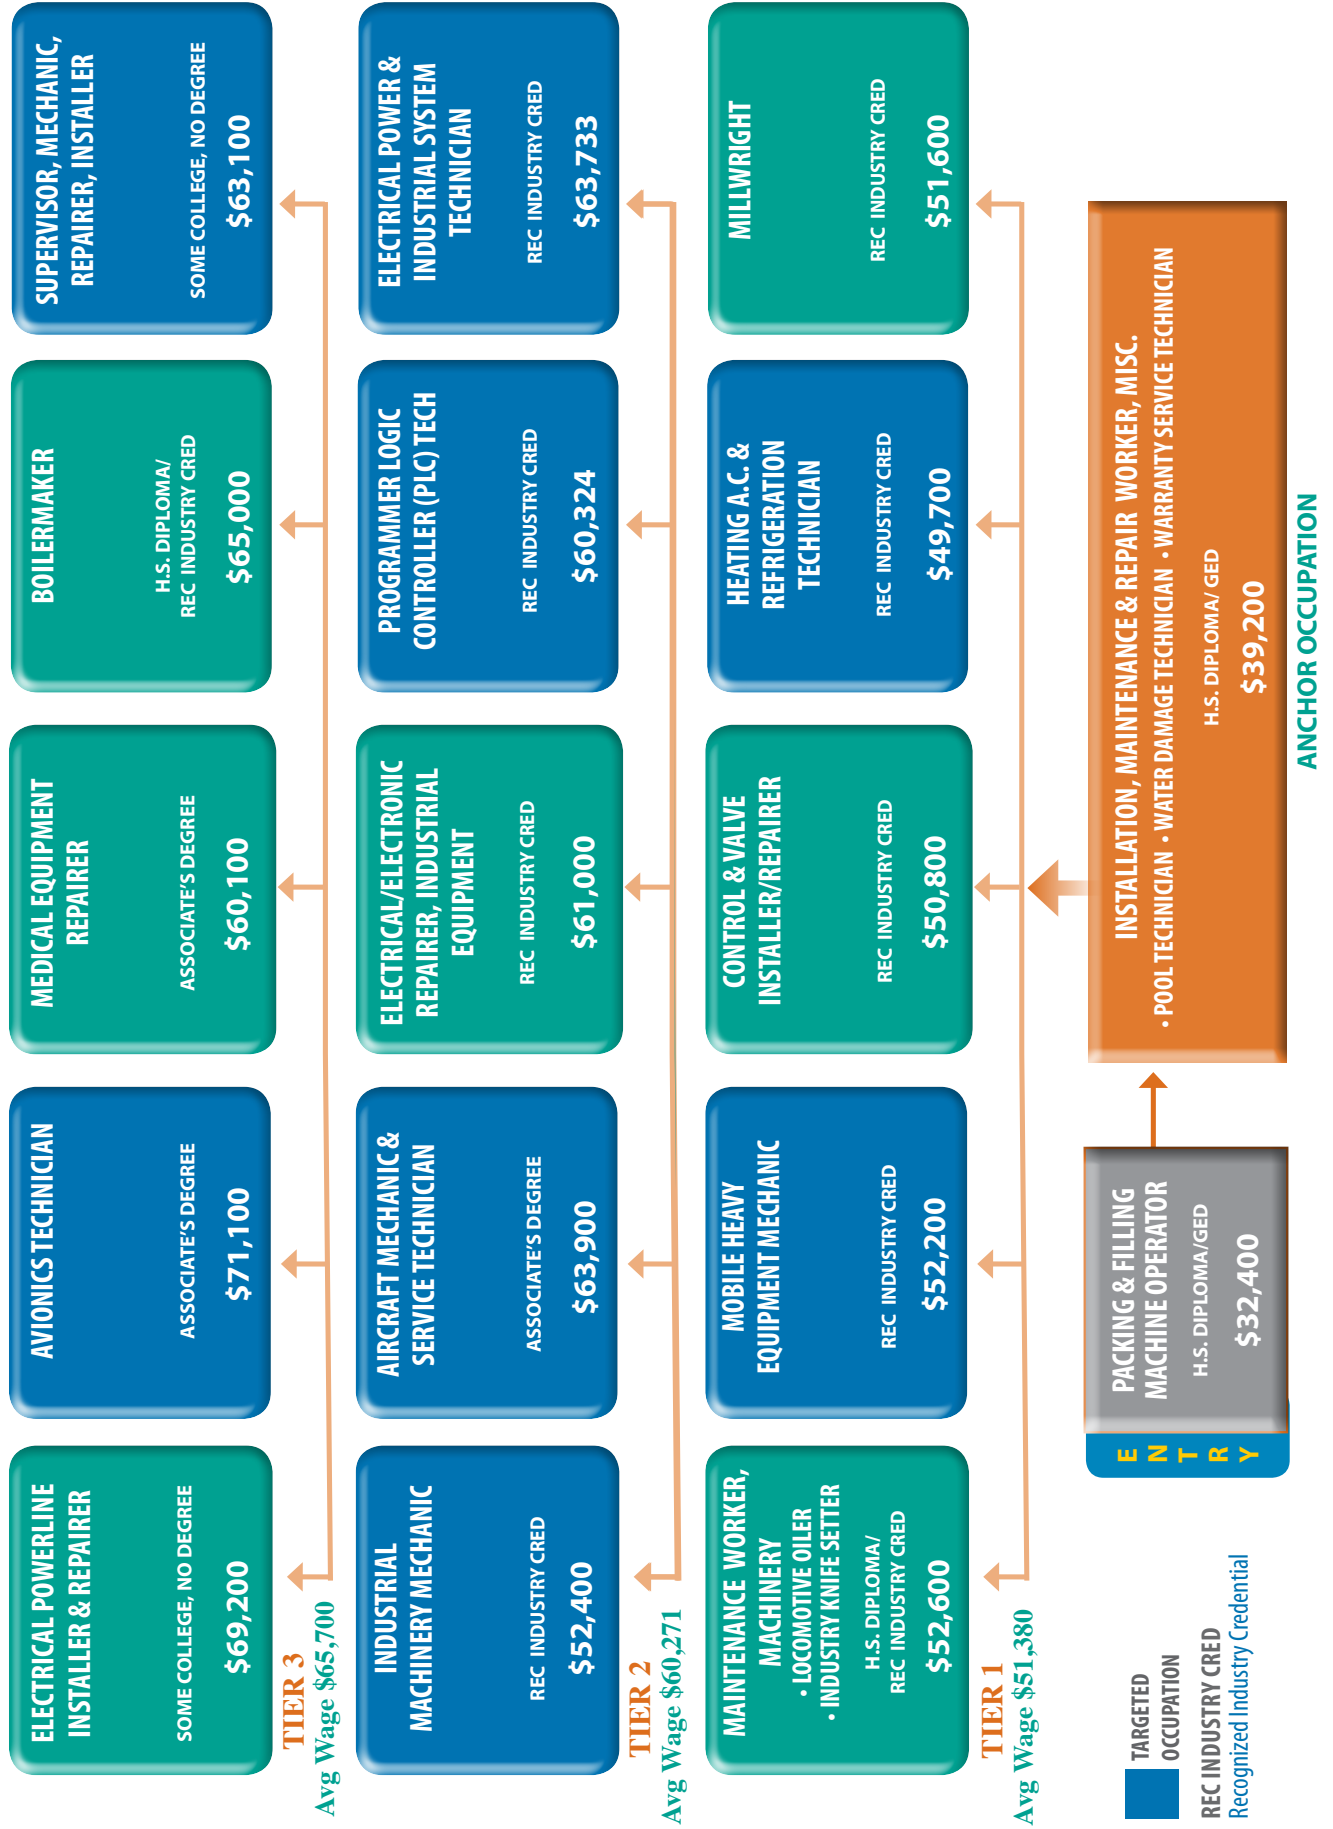 ELECTRICAL POWERLINE
INSTALLER & REPAIRER
SOME COLLEGE, NO DEGREE
$69,200
AVIONICS TECHNICIAN
ASSOCIATE'S DEGREE
$71,100
MEDICAL EQUIPMENT
REPAIRER
ASSOCIATE'S DEGREE
$60,100
BOILERMAKER
H.S. DIPLOMA/
REC INDUSTRY CRED
$65,000
SUPERVISOR, MECHANIC,
REPAIRER, INSTALLER
SOME COLLEGE, NO DEGREE
$63,100
TIER 3
Avg Wage $65,700
INDUSTRIAL
MACHINERY MECHANIC
REC INDUSTRY CRED
$52,400
AIRCRAFT MECHANIC &
SERVICE TECHNICIAN
ASSOCIATE'S DEGREE
$63,900
ELECTRICAL/ELECTRONIC
REPAIRER, INDUSTRIAL
EQUIPMENT
REC INDUSTRY CRED
$61,000
PROGRAMMER LOGIC
CONTROLLER (PLC) TECH
REC INDUSTRY CRED
$60,324
ELECTRICAL POWER &
INDUSTRIAL SYSTEM
TECHNICIAN
REC INDUSTRY CRED
$63,733
TIER 2
Avg Wage $60,271
MAINTENANCE WORKER,
MACHINERY
• LOCOMOTIVE OILER
• INDUSTRY KNIFE SETTER
H.S. DIPLOMA/
REC INDUSTRY CRED
$52,600
MOBILE HEAVY
EQUIPMENT MECHANIC
REC INDUSTRY CRED
$52,200
CONTROL & VALVE
INSTALLER/REPAIRER
REC INDUSTRY CRED
$50,800
HEATING A.C. &
REFRIGERATION
TECHNICIAN
REC INDUSTRY CRED
$49,700
MILLWRIGHT
REC INDUSTRY CRED
$51,600
TIER 1
Avg Wage $51,380
ENTRY
PACKING & FILLING
MACHINE OPERATOR
H.S. DIPLOMA/GED
$32,400
INSTALLATION, MAINTENANCE & REPAIR WORKER, MISC.
• POOL TECHNICIAN • WATER DAMAGE TECHNICIAN • WARRANTY SERVICE TECHNICIAN
H.S. DIPLOMA/ GED
$39,200
ANCHOR OCCUPATION
TARGETED
OCCUPATION
REC INDUSTRY CRED
Recognized Industry Credential